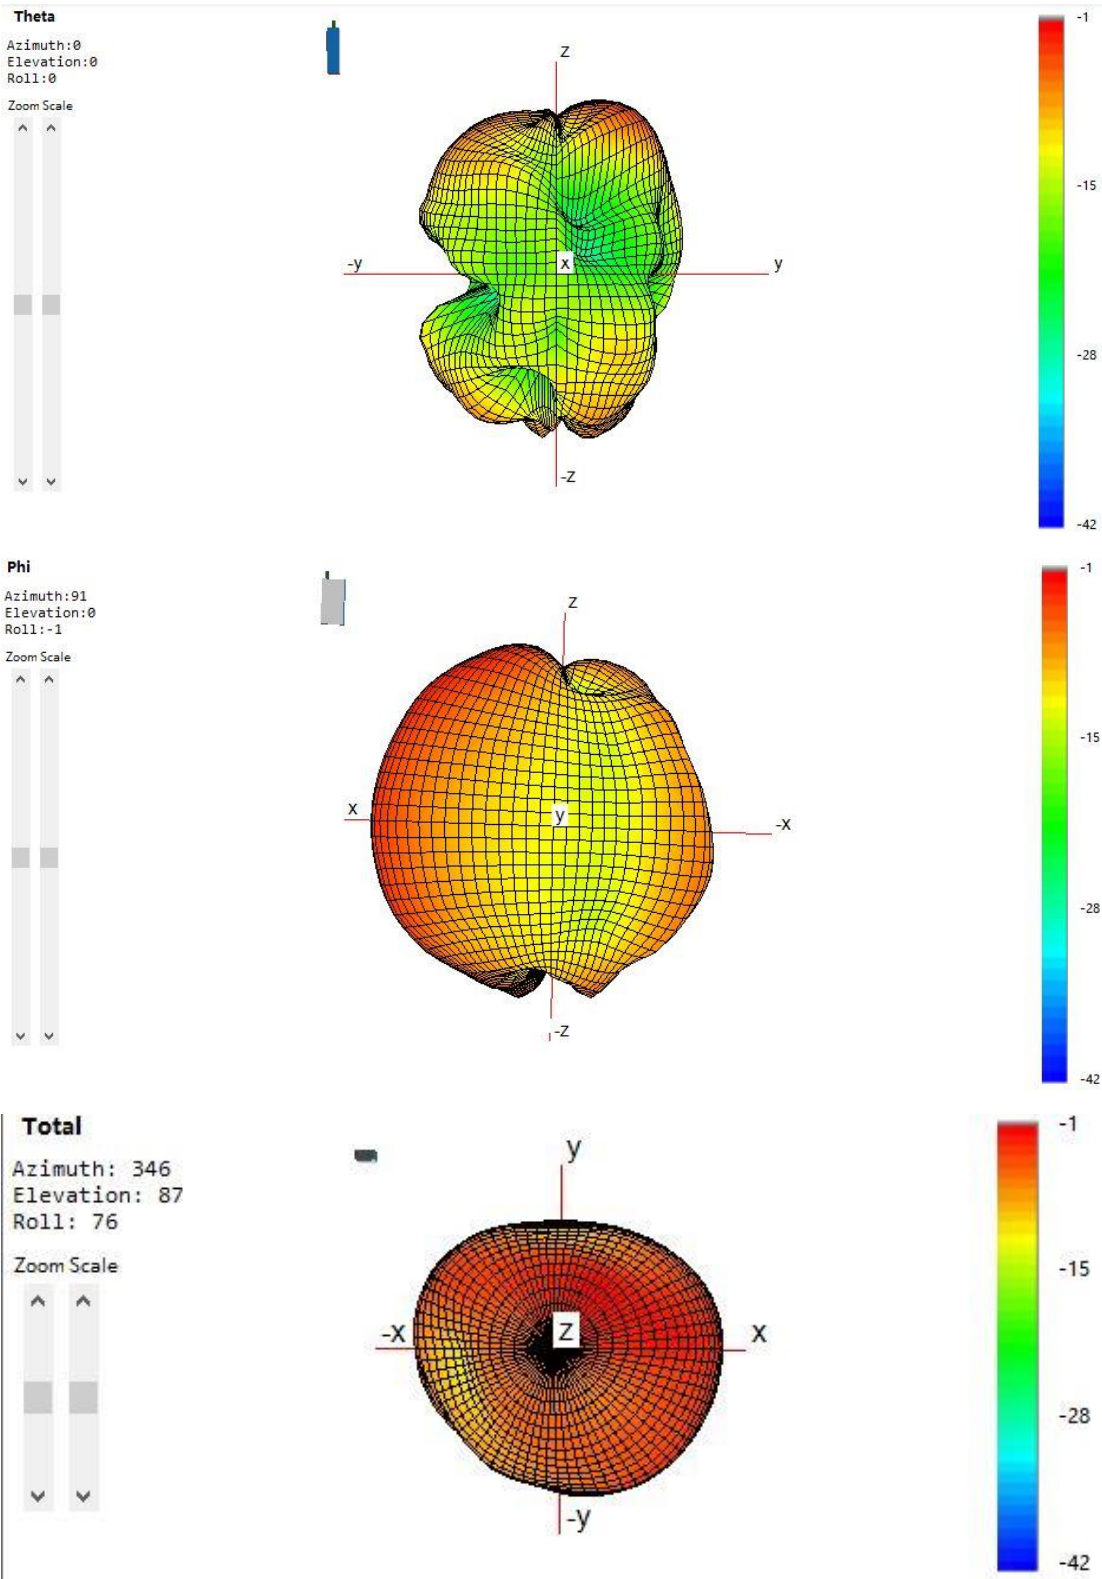 Theta
Azimuth:0
Elevation:0
Roll:0
Zoom Scale
z
-y
x
y
-z
-1
-15
-28
-42
Phi
Azimuth:91
Elevation:0
Roll:-1
Zoom Scale
z
x
y
-x
-z
-1
-15
-28
-42
Total
Azimuth: 346
Elevation: 87
Roll: 76
Zoom Scale
y
-x
z
x
-y
-1
-15
-28
-42